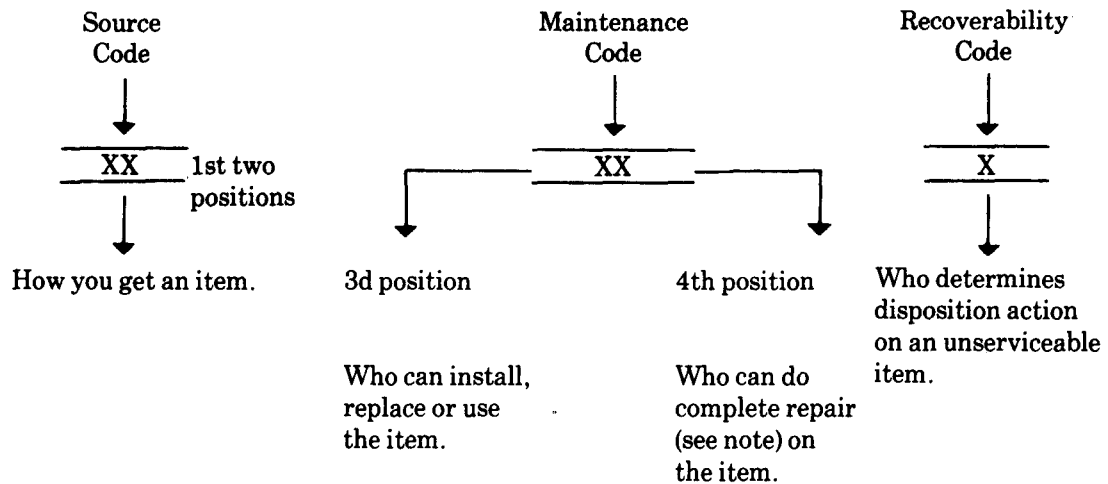 Source
Code
Maintenance
Code
Recoverability
Code
XX
1st two
positions
XX
X
How you get an item.
3d position
4th position
Who determines
disposition action
on an unserviceable
item.
Who can install,
replace or use
the item.
Who can do
complete repair
(see note) on
the item.